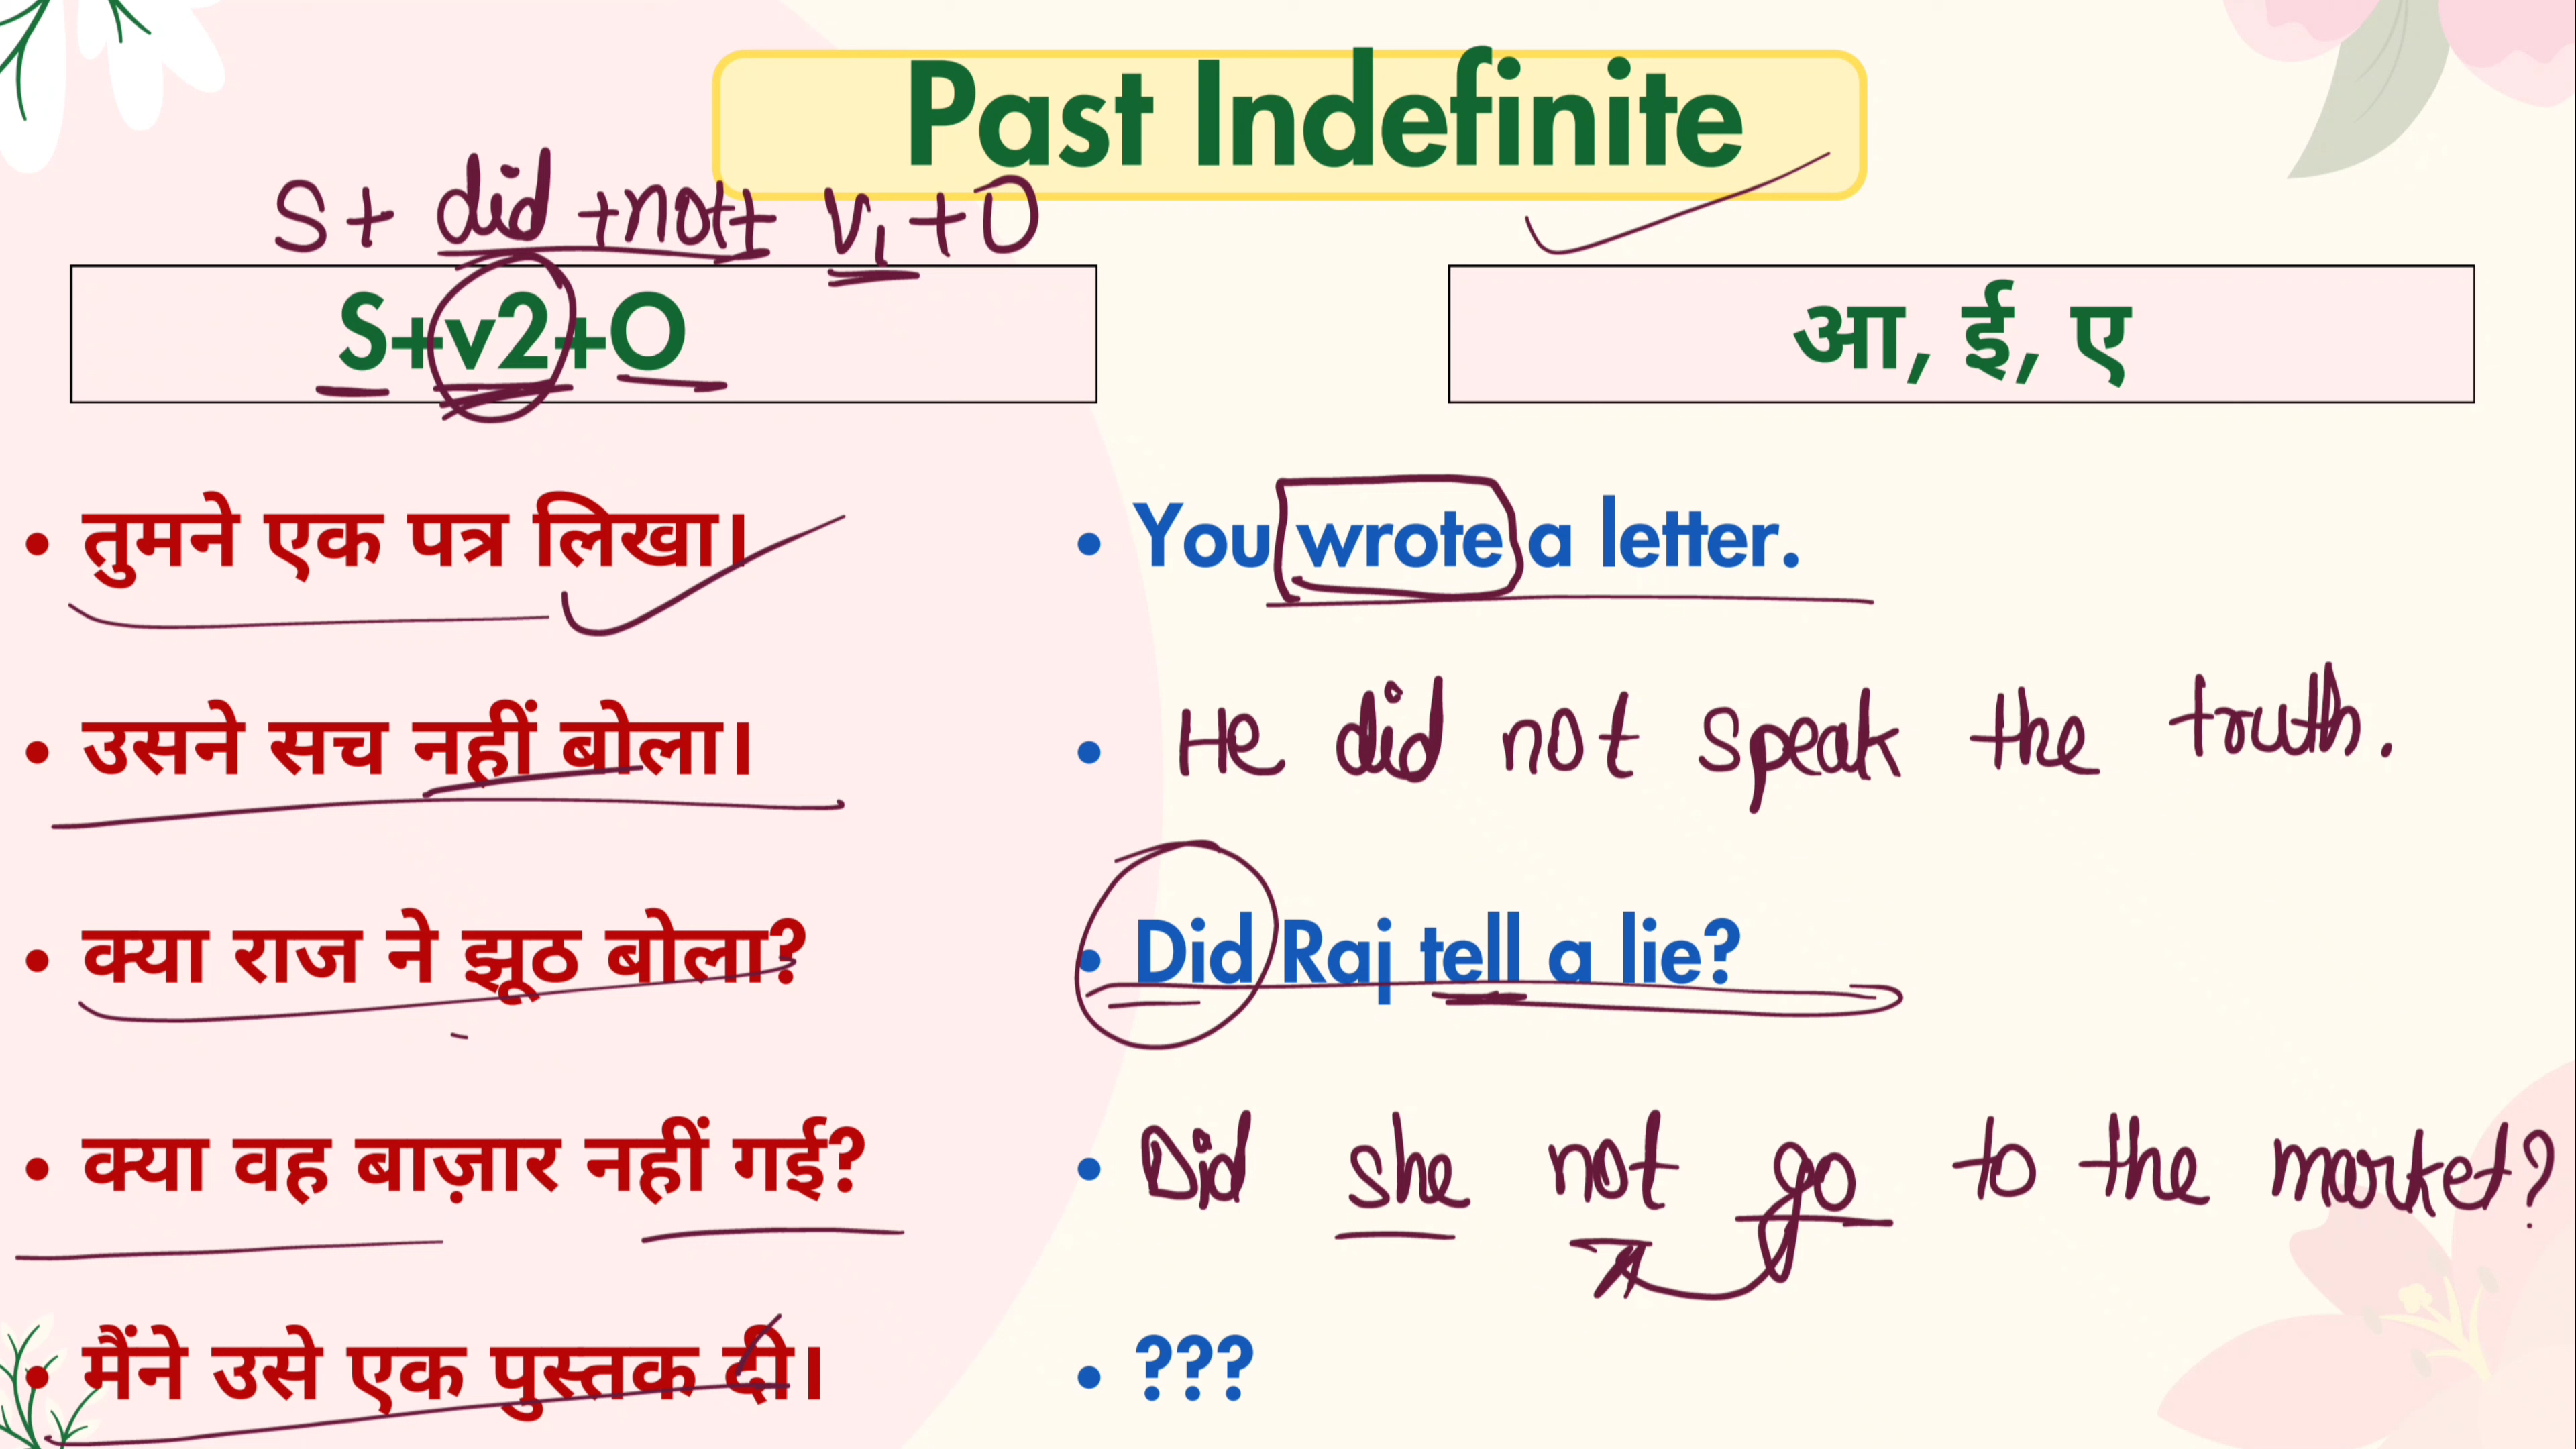 Past Indefinite
S + did + not + v1 + O
S+v2+O
आ, ई, ए
• तुमने एक पत्र लिखा।
• You wrote a letter.
• उसने सच नहीं बोला।
• He did not speak the truth.
• क्या राज ने झूठ बोला?
• Did Raj tell a lie?
• क्या वह बाज़ार नहीं गई?
• Did she not go to the market?
• मैंने उसे एक पुस्तक दी।
• ???